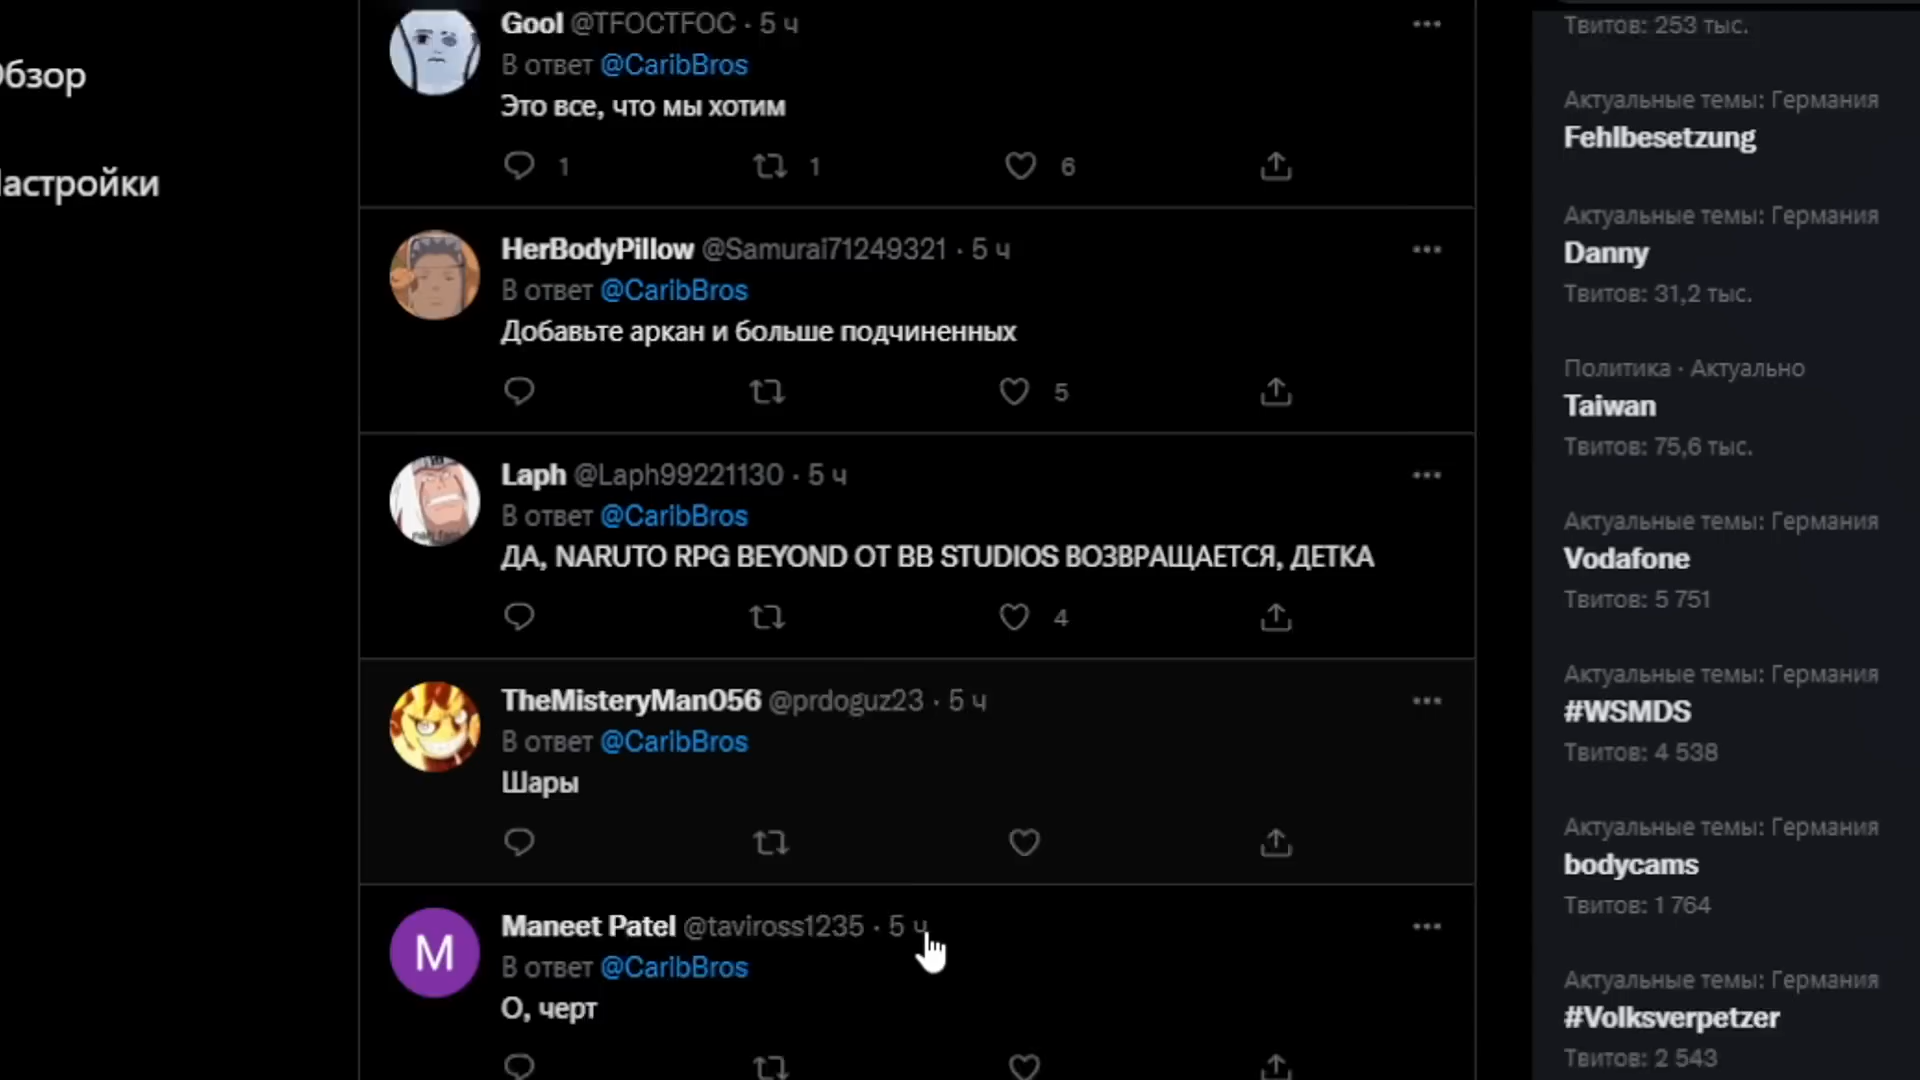 Обзор
Настройки
Gool @TFOCTFOC · 5 ч
В ответ @CaribBros
Это все, что мы хотим
1 1 6
HerBodyPillow @Samurai71249321 · 5 ч
В ответ @CaribBros
Добавьте аркан и больше подчиненных
5
Laph @Laph99221130 · 5 ч
В ответ @CaribBros
ДА, NARUTO RPG BEYOND ОТ BB STUDIOS ВОЗВРАЩАЕТСЯ, ДЕТКА
4
TheMisteryMan056 @prdoguz23 · 5 ч
В ответ @CaribBros
Шары
M
Maneet Patel @taviross1235 · 5 ч
В ответ @CaribBros
О, черт
Твитов: 253 тыс.
Актуальные темы: Германия
Fehlbesetzung
Актуальные темы: Германия
Danny
Твитов: 31,2 тыс.
Политика · Актуально
Taiwan
Твитов: 75,6 тыс.
Актуальные темы: Германия
Vodafone
Твитов: 5 751
Актуальные темы: Германия
#WSMDS
Твитов: 4 538
Актуальные темы: Германия
bodycams
Твитов: 1 764
Актуальные темы: Германия
#Volksverpetzer
Твитов: 2 543